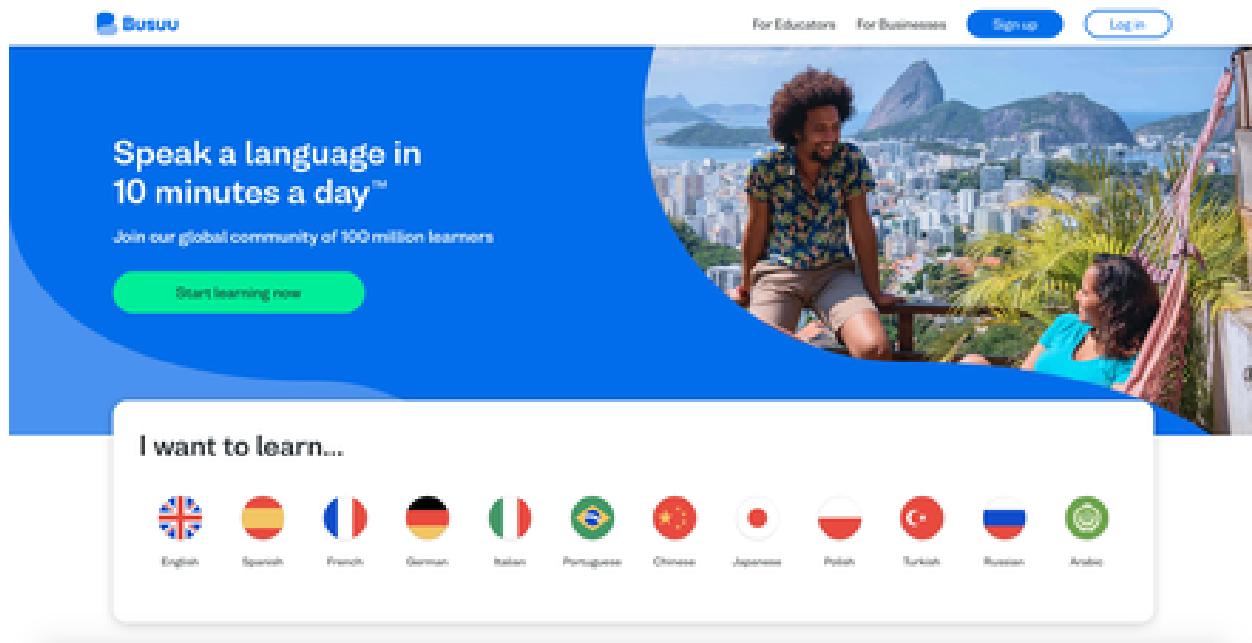 Busuu
For Educators
For Businesses
Sign up
Log in
Speak a language in
10 minutes a day™
Join our global community of 100 million learners
Start learning now
I want to learn...
English
Spanish
French
German
Italian
Portuguese
Chinese
Japanese
Polish
Turkish
Russian
Arabic